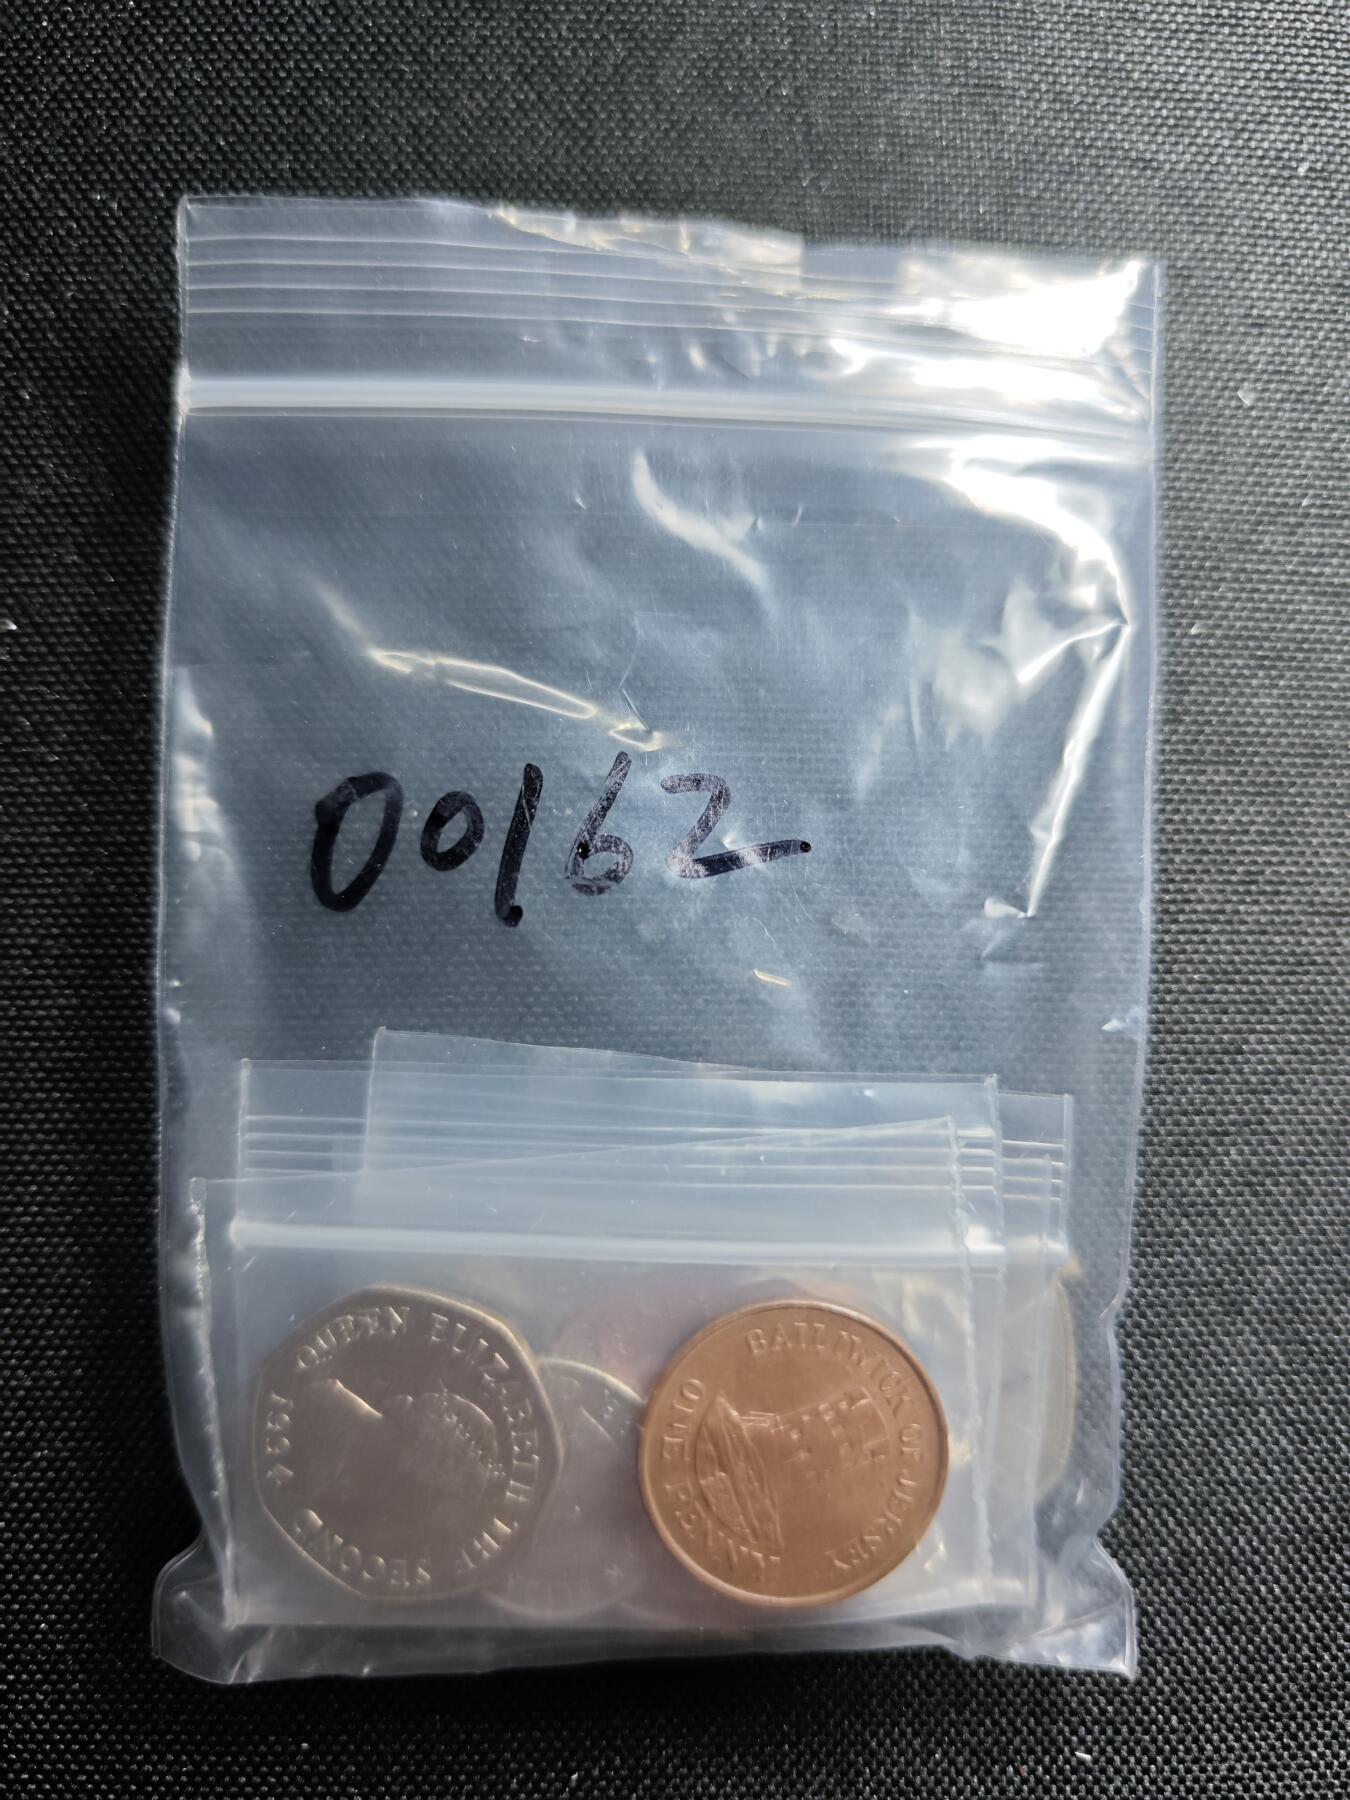 00162
QUEEN ELIZABETH THE SECOND 1994
BAILIWICK OF JERSEY
ONE PENNY